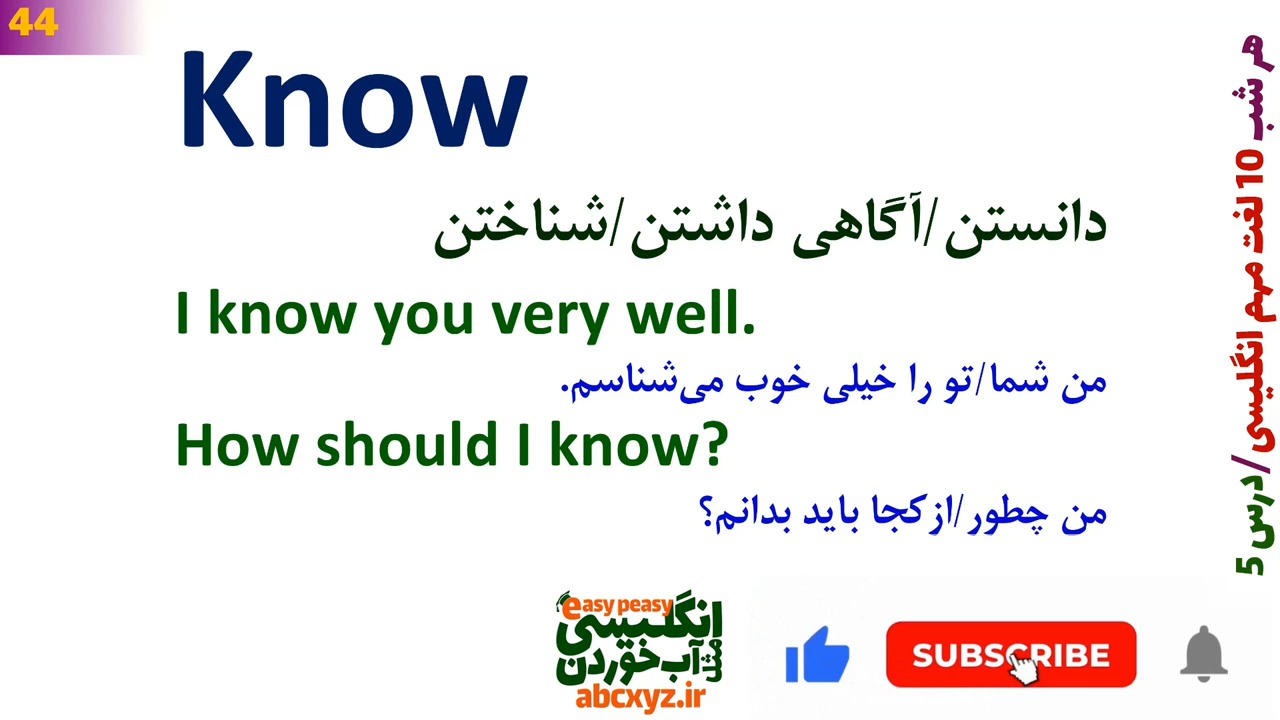 44
Know
دانستن/آگاهی داشتن/شناختن
I know you very well.
من شما/تو را خیلی خوب می‌شناسم.
How should I know?
من چطور/از کجا باید بدانم؟
هر شب 10 لغت مهم انگلیسی/درس 5
easy peasy
انگلیسی
مثل
آب خوردن
abcxyz.ir
SUBSCRIBE